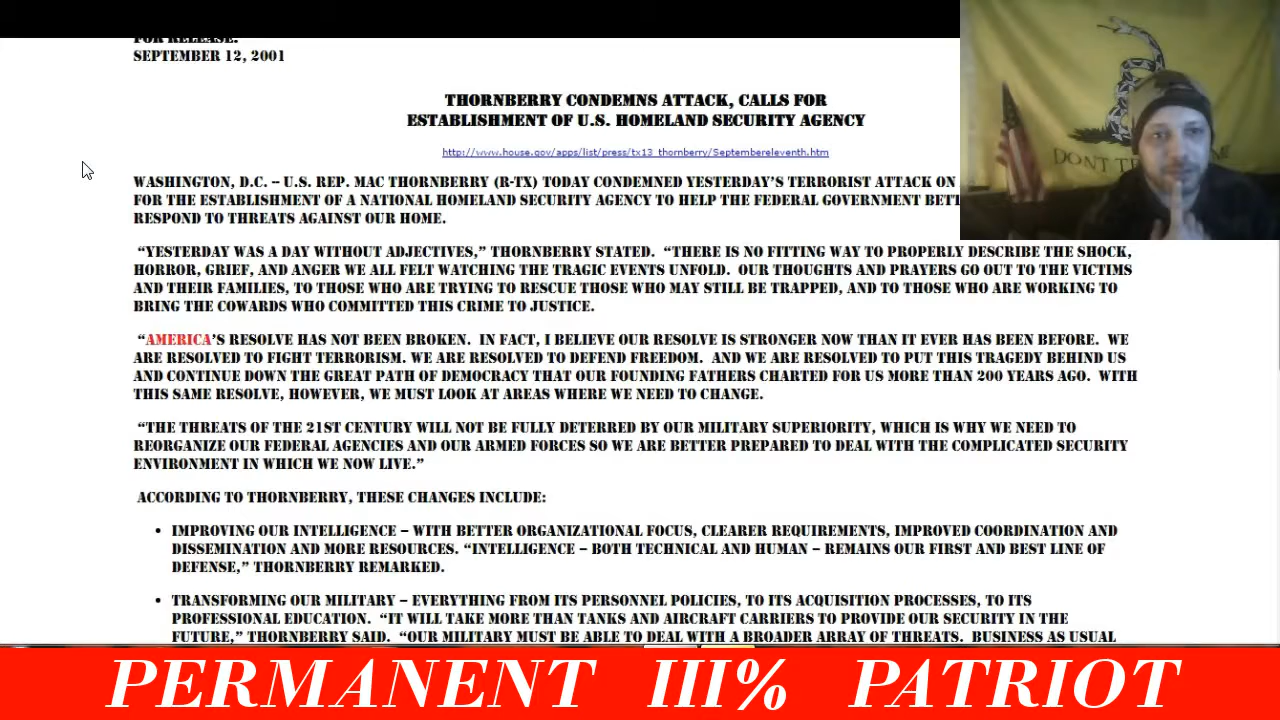 FOR RELEASE:
SEPTEMBER 12, 2001
THORNBERRY CONDEMNS ATTACK, CALLS FOR
ESTABLISHMENT OF U.S. HOMELAND SECURITY AGENCY
http://www.house.gov/apps/list/press/tx13_thornberry/Septembereleventh.htm
WASHINGTON, D.C. -- U.S. REP. MAC THORNBERRY (R-TX) TODAY CONDEMNED YESTERDAY'S TERRORIST ATTACK ON
FOR THE ESTABLISHMENT OF A NATIONAL HOMELAND SECURITY AGENCY TO HELP THE FEDERAL GOVERNMENT
RESPOND TO THREATS AGAINST OUR HOME.
"YESTERDAY WAS A DAY WITHOUT ADJECTIVES," THORNBERRY STATED. "THERE IS NO FITTING WAY TO PROPERLY DESCRIBE THE SHOCK,
HORROR, GRIEF, AND ANGER WE ALL FELT WATCHING THE TRAGIC EVENTS UNFOLD. OUR THOUGHTS AND PRAYERS GO OUT TO THE VICTIMS
AND THEIR FAMILIES, TO THOSE WHO ARE TRYING TO RESCUE THOSE WHO MAY STILL BE TRAPPED, AND TO THOSE WHO ARE WORKING TO
BRING THE COWARDS WHO COMMITTED THIS CRIME TO JUSTICE.
"AMERICA'S RESOLVE HAS NOT BEEN BROKEN. IN FACT, I BELIEVE OUR RESOLVE IS STRONGER NOW THAN IT EVER HAS BEEN BEFORE. WE
ARE RESOLVED TO FIGHT TERRORISM. WE ARE RESOLVED TO DEFEND FREEDOM. AND WE ARE RESOLVED TO PUT THIS TRAGEDY BEHIND US
AND CONTINUE DOWN THE GREAT PATH OF DEMOCRACY THAT OUR FOUNDING FATHERS CHARTED FOR US MORE THAN 200 YEARS AGO. WITH
THIS SAME RESOLVE, HOWEVER, WE MUST LOOK AT AREAS WHERE WE NEED TO CHANGE.
"THE THREATS OF THE 21ST CENTURY WILL NOT BE FULLY DETERRED BY OUR MILITARY SUPERIORITY, WHICH IS WHY WE NEED TO
REORGANIZE OUR FEDERAL AGENCIES AND OUR ARMED FORCES SO WE ARE BETTER PREPARED TO DEAL WITH THE COMPLICATED SECURITY
ENVIRONMENT IN WHICH WE NOW LIVE."
ACCORDING TO THORNBERRY, THESE CHANGES INCLUDE:
• IMPROVING OUR INTELLIGENCE – WITH BETTER ORGANIZATIONAL FOCUS, CLEARER REQUIREMENTS, IMPROVED COORDINATION AND
DISSEMINATION AND MORE RESOURCES. "INTELLIGENCE – BOTH TECHNICAL AND HUMAN – REMAINS OUR FIRST AND BEST LINE OF
DEFENSE," THORNBERRY REMARKED.
• TRANSFORMING OUR MILITARY – EVERYTHING FROM ITS PERSONNEL POLICIES, TO ITS ACQUISITION PROCESSES, TO ITS
PROFESSIONAL EDUCATION. "IT WILL TAKE MORE THAN TANKS AND AIRCRAFT CARRIERS TO PROVIDE OUR SECURITY IN THE
FUTURE," THORNBERRY SAID. "OUR MILITARY MUST BE ABLE TO DEAL WITH A BROADER ARRAY OF THREATS. BUSINESS AS USUAL
DONT
PERMANENT III% PATRIOT